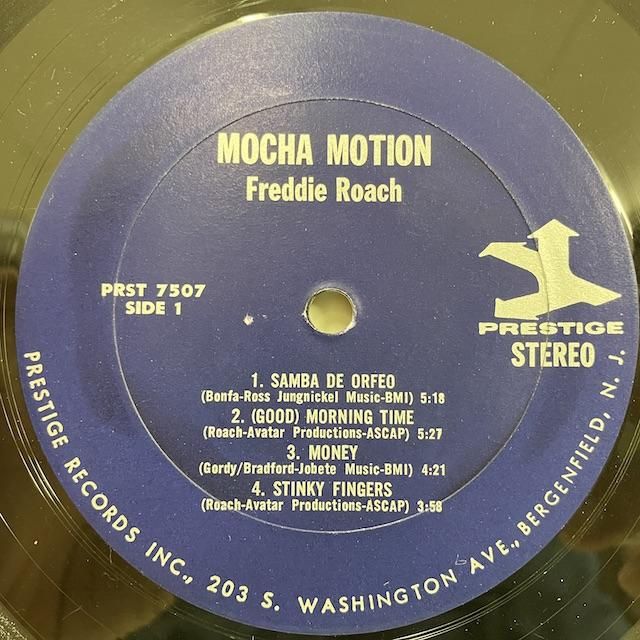 MOCHA MOTION
Freddie Roach
PRST 7507
SIDE 1
PRESTIGE
STEREO
1. SAMBA DE ORFEO
(Bonfa-Ross Jungnickel Music-BMI) 5:18
2. (GOOD) MORNING TIME
(Roach-Avatar Productions-ASCAP) 5:27
3. MONEY
(Gordy/Bradford-Jobete Music-BMI) 4:21
4. STINKY FINGERS
(Roach-Avatar Productions-ASCAP) 3:58
PRESTIGE RECORDS INC., 203 S. WASHINGTON AVE., BERGENFIELD, N. J.